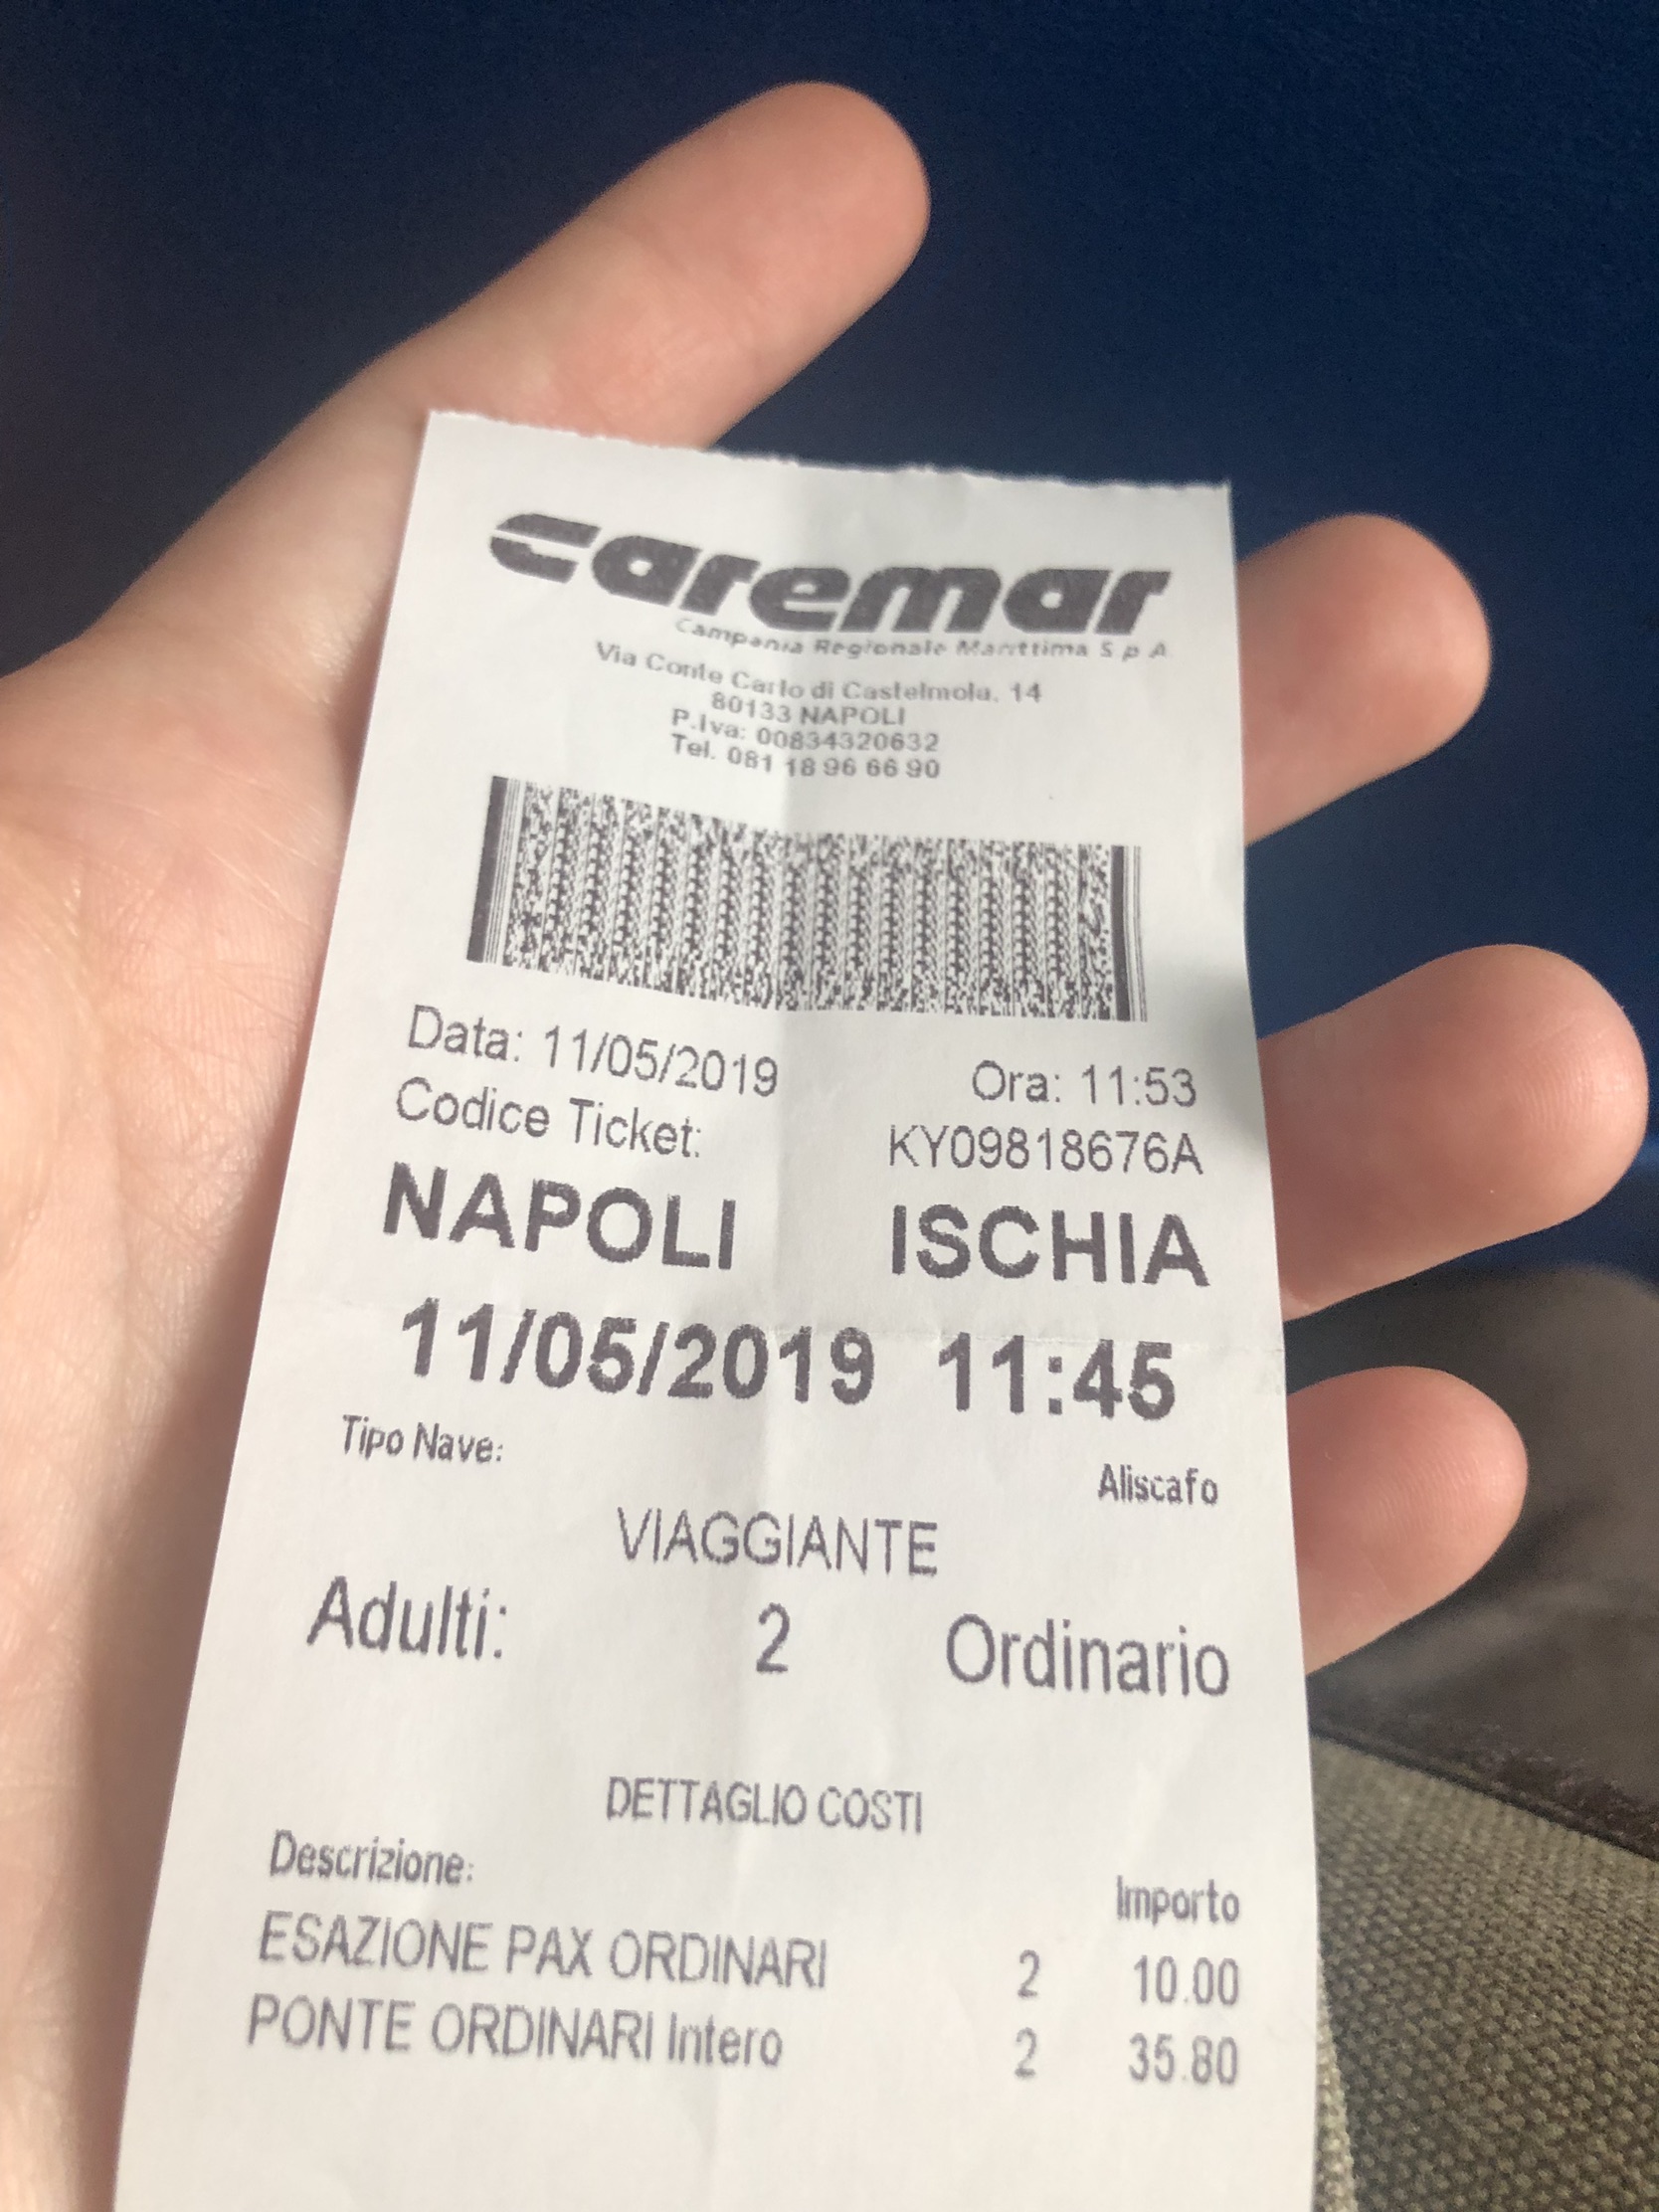 caremar
Campania Regionale Marittima S.p.A.
Via Conte Carlo di Castelmola, 14
80133 NAPOLI
P.Iva: 00834320632
Tel. 081 18 96 66 90
Data: 11/05/2019 Ora: 11:53
Codice Ticket: KY09818676A
NAPOLI ISCHIA
11/05/2019 11:45
Tipo Nave: Aliscafo
VIAGGIANTE
Adulti: 2 Ordinario
DETTAGLIO COSTI
Descrizione: Importo
ESAZIONE PAX ORDINARI 2 10.00
PONTE ORDINARI Intero 2 35.80